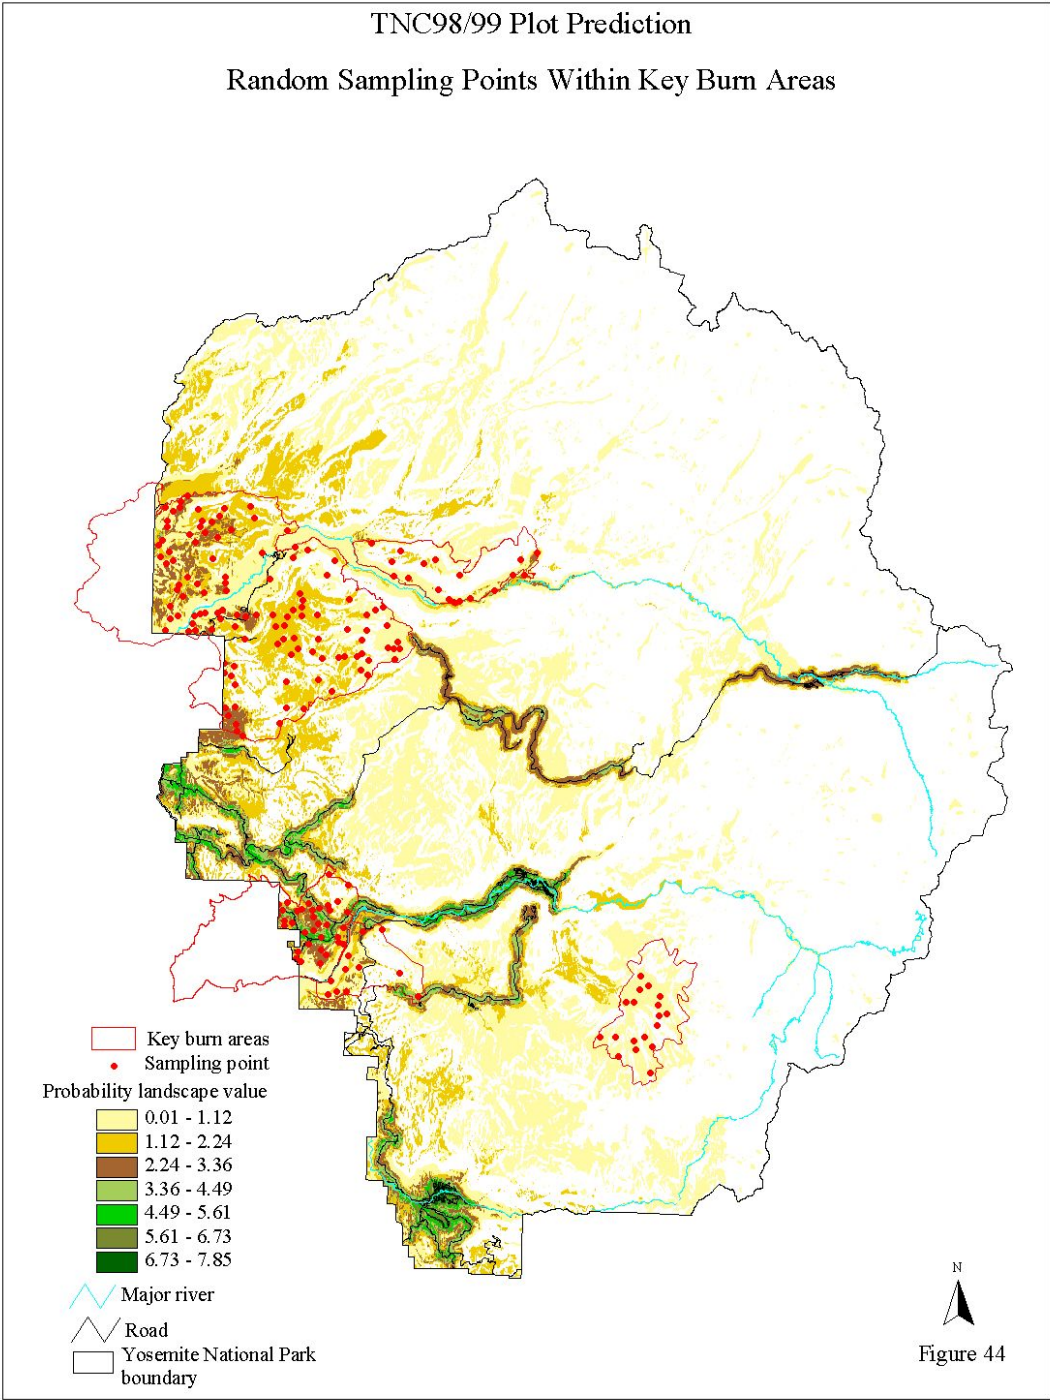 TNC98/99 Plot Prediction
Random Sampling Points Within Key Burn Areas
Key burn areas
Sampling point
Probability landscape value
0.01 - 1.12
1.12 - 2.24
2.24 - 3.36
3.36 - 4.49
4.49 - 5.61
5.61 - 6.73
6.73 - 7.85
Major river
Road
Yosemite National Park
boundary
N
Figure 44